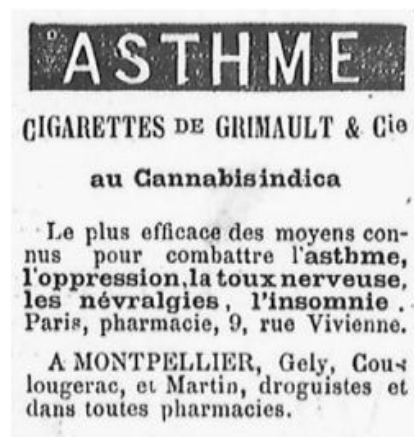 ASTHME
CIGARETTES DE GRIMAULT & Cie
au Cannabis indica
Le plus efficace des moyens con-
nus pour combattre l'asthme,
l'oppression, la toux nerveuse,
les névralgies, l'insomnie.
Paris, pharmacie, 9, rue Vivienne.
A MONTPELLIER, Gely, Cou-
lougerac, et Martin, droguistes et
dans toutes pharmacies.